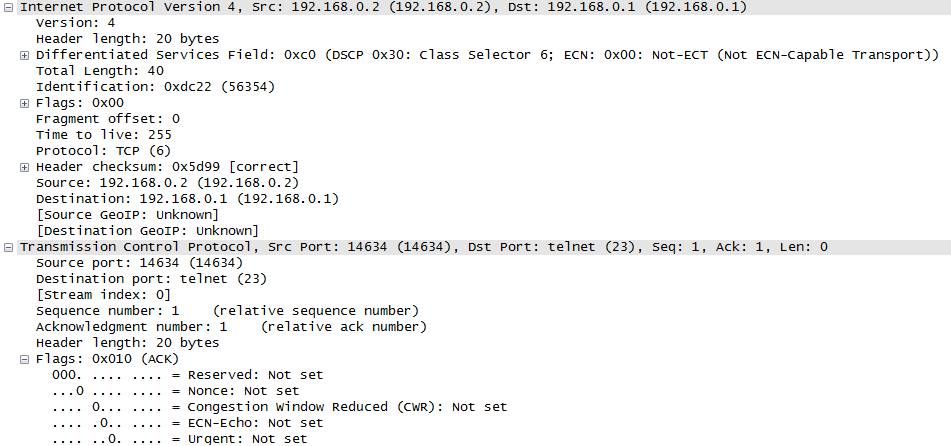 Internet Protocol Version 4, Src: 192.168.0.2 (192.168.0.2), Dst: 192.168.0.1 (192.168.0.1)
Version: 4
Header length: 20 bytes
Differentiated Services Field: 0xc0 (DSCP 0x30: Class Selector 6; ECN: 0x00: Not-ECT (Not ECN-Capable Transport))
Total Length: 40
Identification: 0xdc22 (56354)
Flags: 0x00
Fragment offset: 0
Time to live: 255
Protocol: TCP (6)
Header checksum: 0x5d99 [correct]
Source: 192.168.0.2 (192.168.0.2)
Destination: 192.168.0.1 (192.168.0.1)
[Source GeoIP: Unknown]
[Destination GeoIP: Unknown]
Transmission Control Protocol, Src Port: 14634 (14634), Dst Port: telnet (23), Seq: 1, Ack: 1, Len: 0
Source port: 14634 (14634)
Destination port: telnet (23)
[Stream index: 0]
Sequence number: 1    (relative sequence number)
Acknowledgment number: 1    (relative ack number)
Header length: 20 bytes
Flags: 0x010 (ACK)
000. .... .... = Reserved: Not set
...0 .... .... = Nonce: Not set
.... 0... .... = Congestion Window Reduced (CWR): Not set
.... .0.. .... = ECN-Echo: Not set
.... ..0. .... = Urgent: Not set